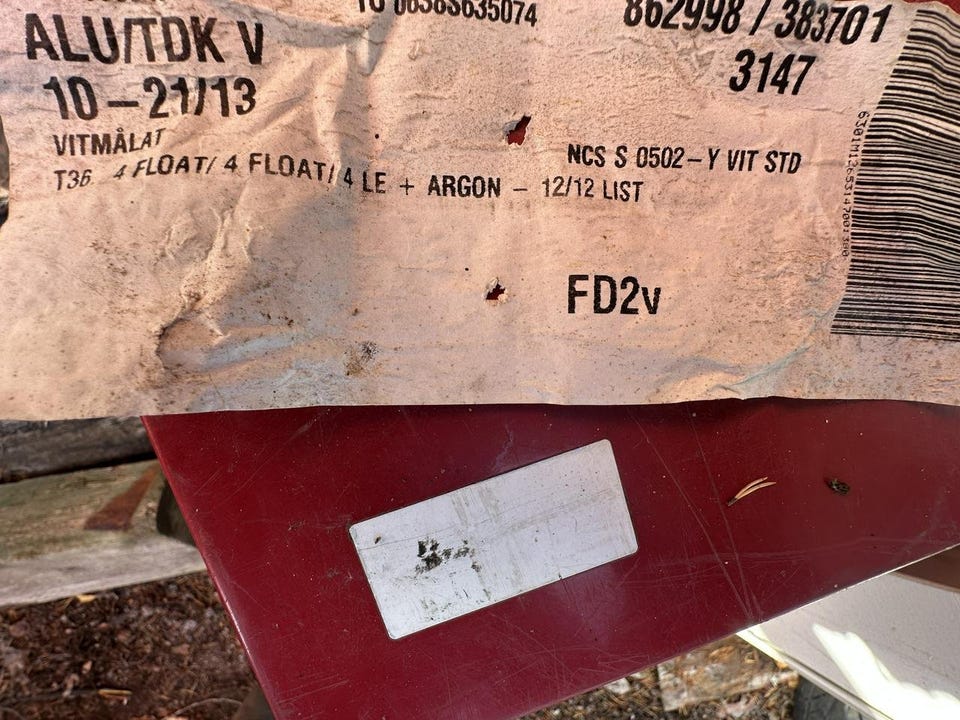 ALU/TDK V
862998 / 383701
10-21/13
3147
VITMÅLAT
NCS S 0502-Y VIT STD
T36 4 FLOAT/ 4 FLOAT/ 4 LE + ARGON - 12/12 LIST
FD2v